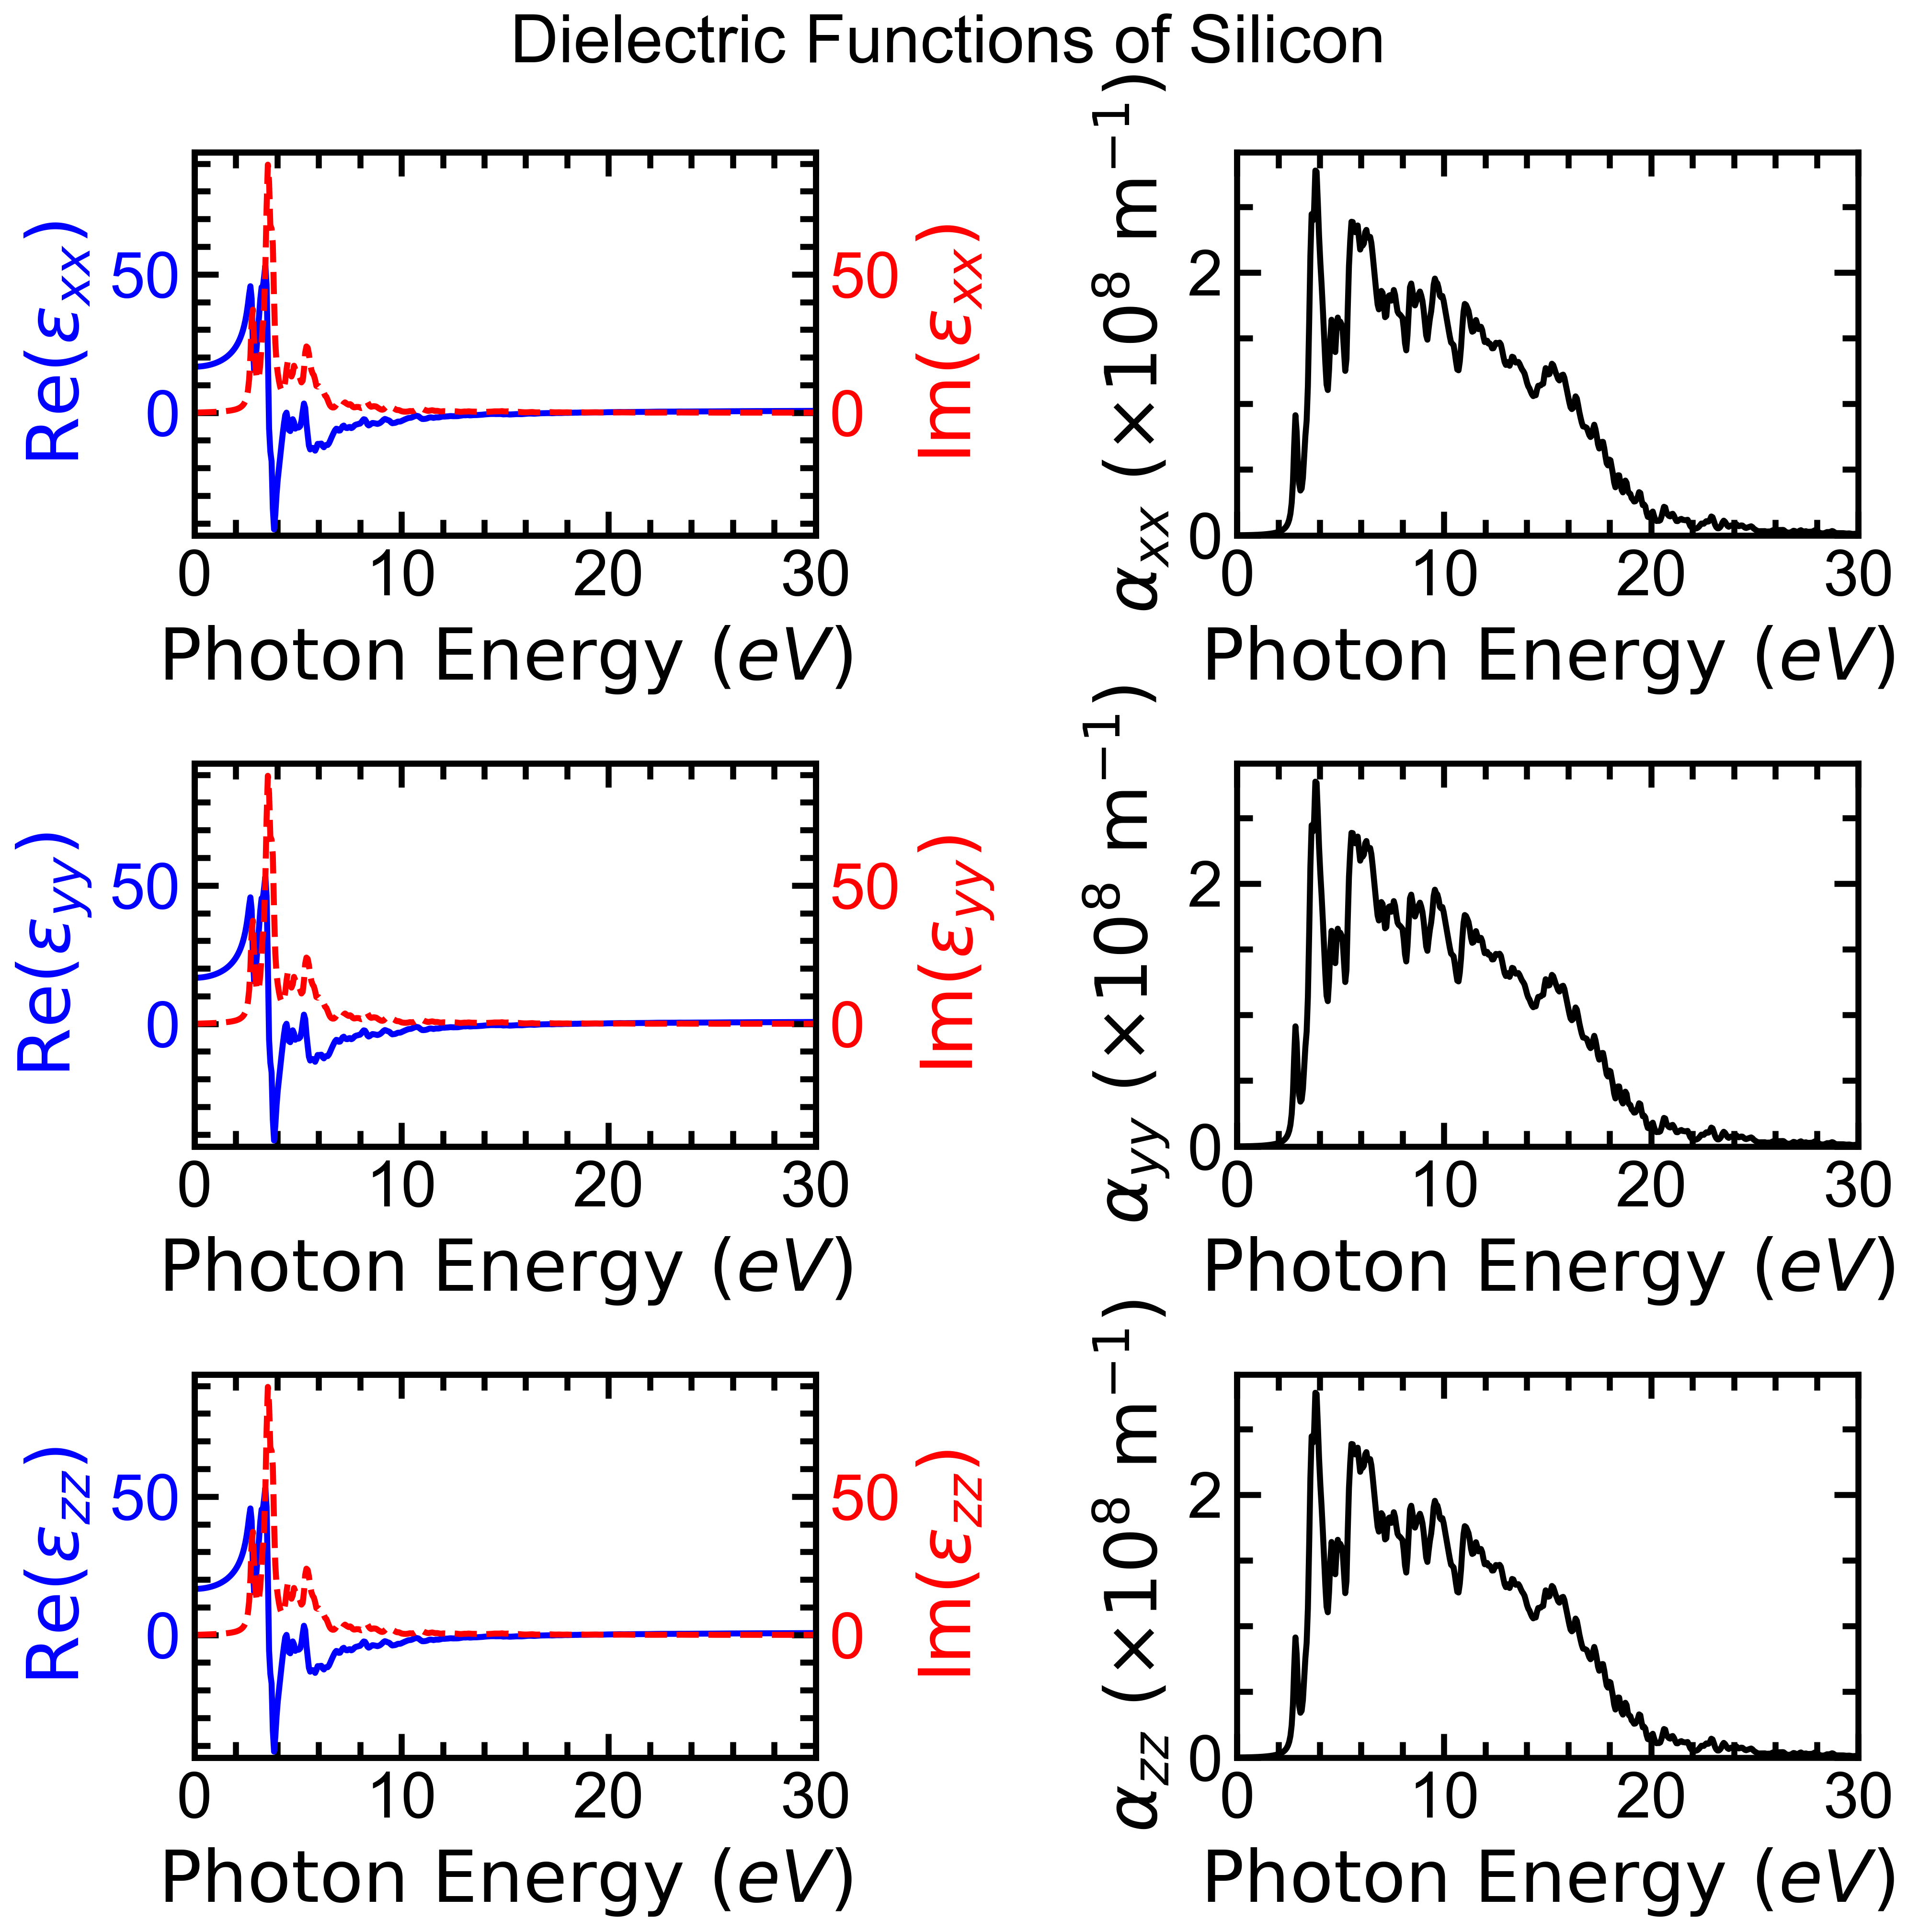 Dielectric Functions of Silicon
Re(εxx)
50
0
0 10 20 30
Photon Energy (eV)
50
0
Im(εxx)
αxx (×10⁸ m⁻¹)
2
0
0 10 20 30
Photon Energy (eV)
Re(εyy)
50
0
0 10 20 30
Photon Energy (eV)
50
0
Im(εyy)
αyy (×10⁸ m⁻¹)
2
0
0 10 20 30
Photon Energy (eV)
Re(εzz)
50
0
0 10 20 30
Photon Energy (eV)
50
0
Im(εzz)
αzz (×10⁸ m⁻¹)
2
0
0 10 20 30
Photon Energy (eV)